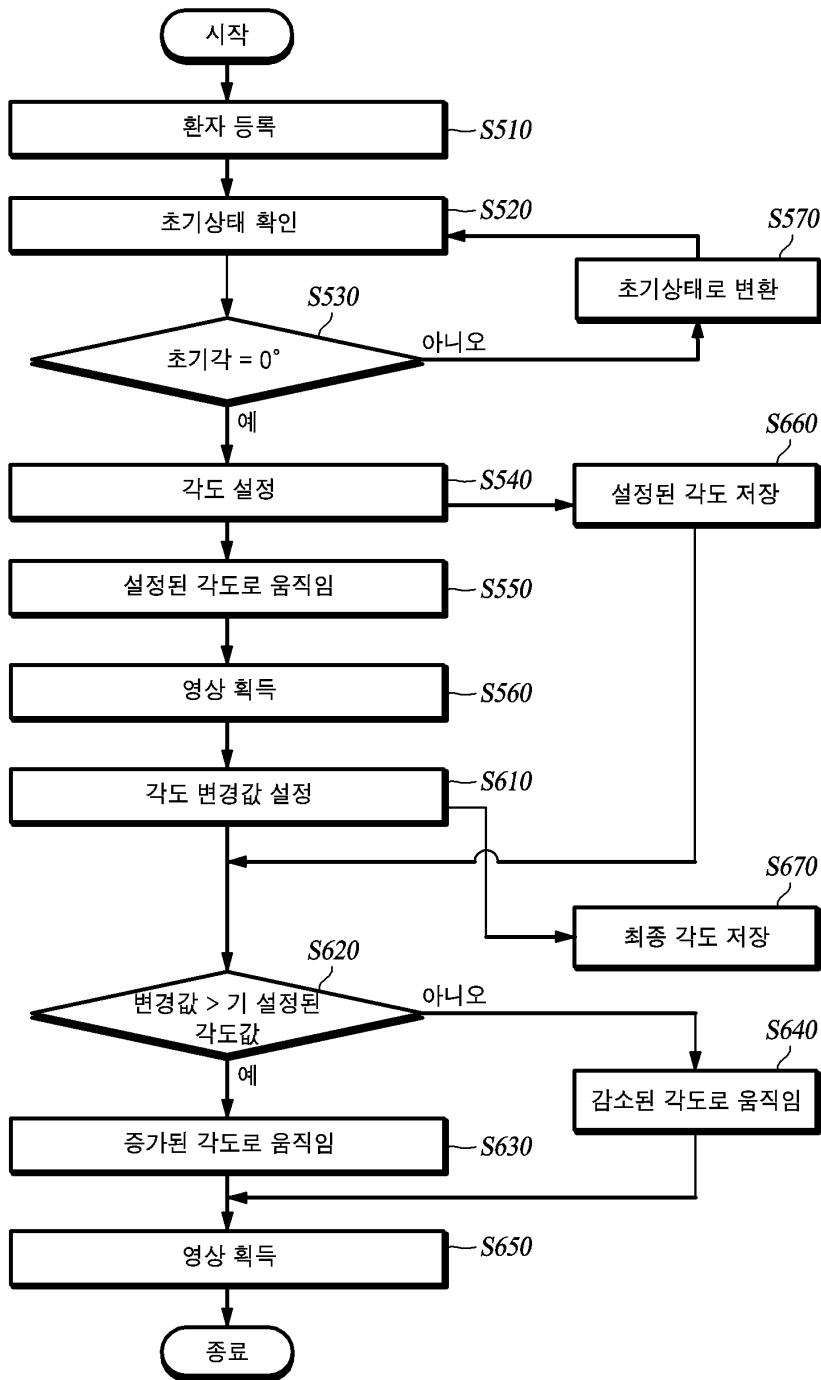 시작
환자 등록
S510
초기상태 확인
S520
S570
초기상태로 변환
S530
초기각 = 0°
아니오
예
S660
각도 설정
S540
설정된 각도 저장
설정된 각도로 움직임
S550
영상 획득
S560
각도 변경값 설정
S610
S670
최종 각도 저장
S620
변경값 > 기 설정된
각도값
아니오
예
S640
감소된 각도로 움직임
증가된 각도로 움직임
S630
영상 획득
S650
종료